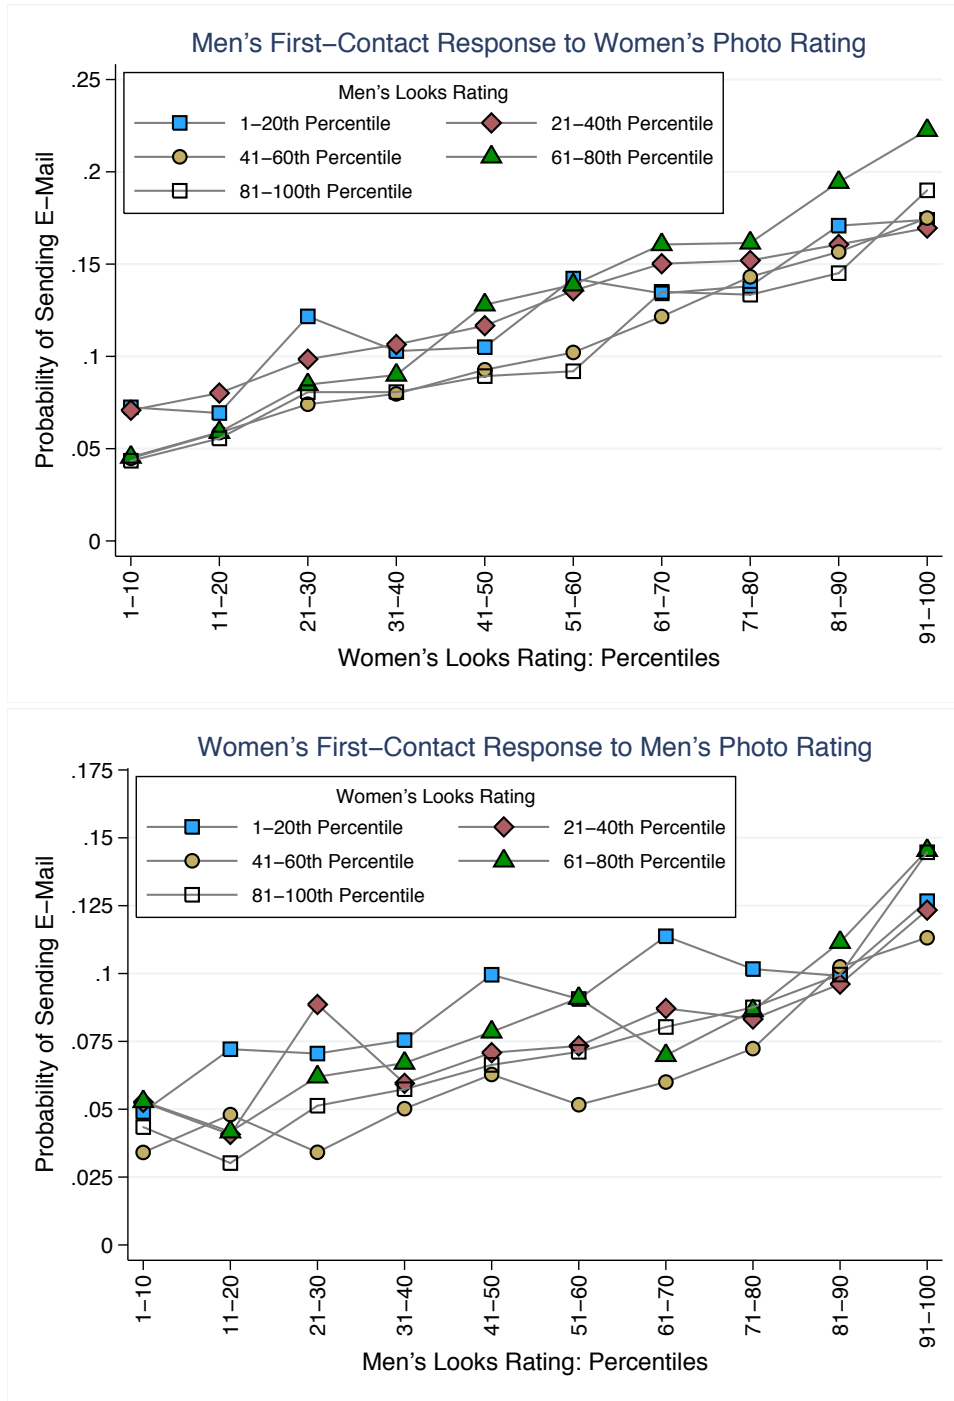 Men's First−Contact Response to Women's Photo Rating
Probability of Sending E−Mail
.25
.2
.15
.1
.05
0
Men's Looks Rating
1−20th Percentile
21−40th Percentile
41−60th Percentile
61−80th Percentile
81−100th Percentile
1−10
11−20
21−30
31−40
41−50
51−60
61−70
71−80
81−90
91−100
Women's Looks Rating: Percentiles
Women's First−Contact Response to Men's Photo Rating
Probability of Sending E−Mail
.175
.15
.125
.1
.075
.05
.025
0
Women's Looks Rating
1−20th Percentile
21−40th Percentile
41−60th Percentile
61−80th Percentile
81−100th Percentile
1−10
11−20
21−30
31−40
41−50
51−60
61−70
71−80
81−90
91−100
Men's Looks Rating: Percentiles